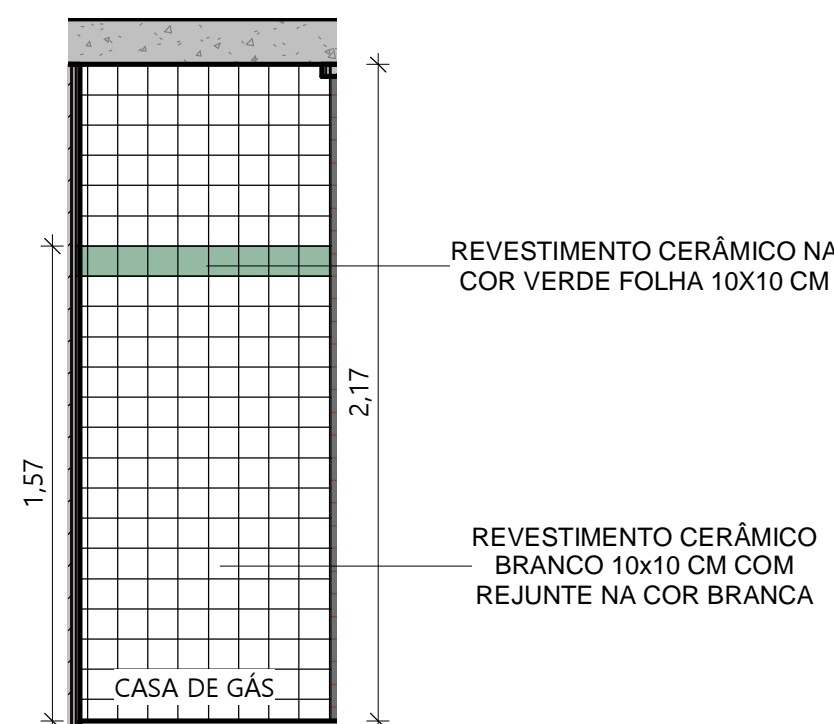 REVESTIMENTO CERÂMICO NA
COR VERDE FOLHA 10X10 CM
2,17
1,57
REVESTIMENTO CERÂMICO
BRANCO 10x10 CM COM
REJUNTE NA COR BRANCA
CASA DE GÁS